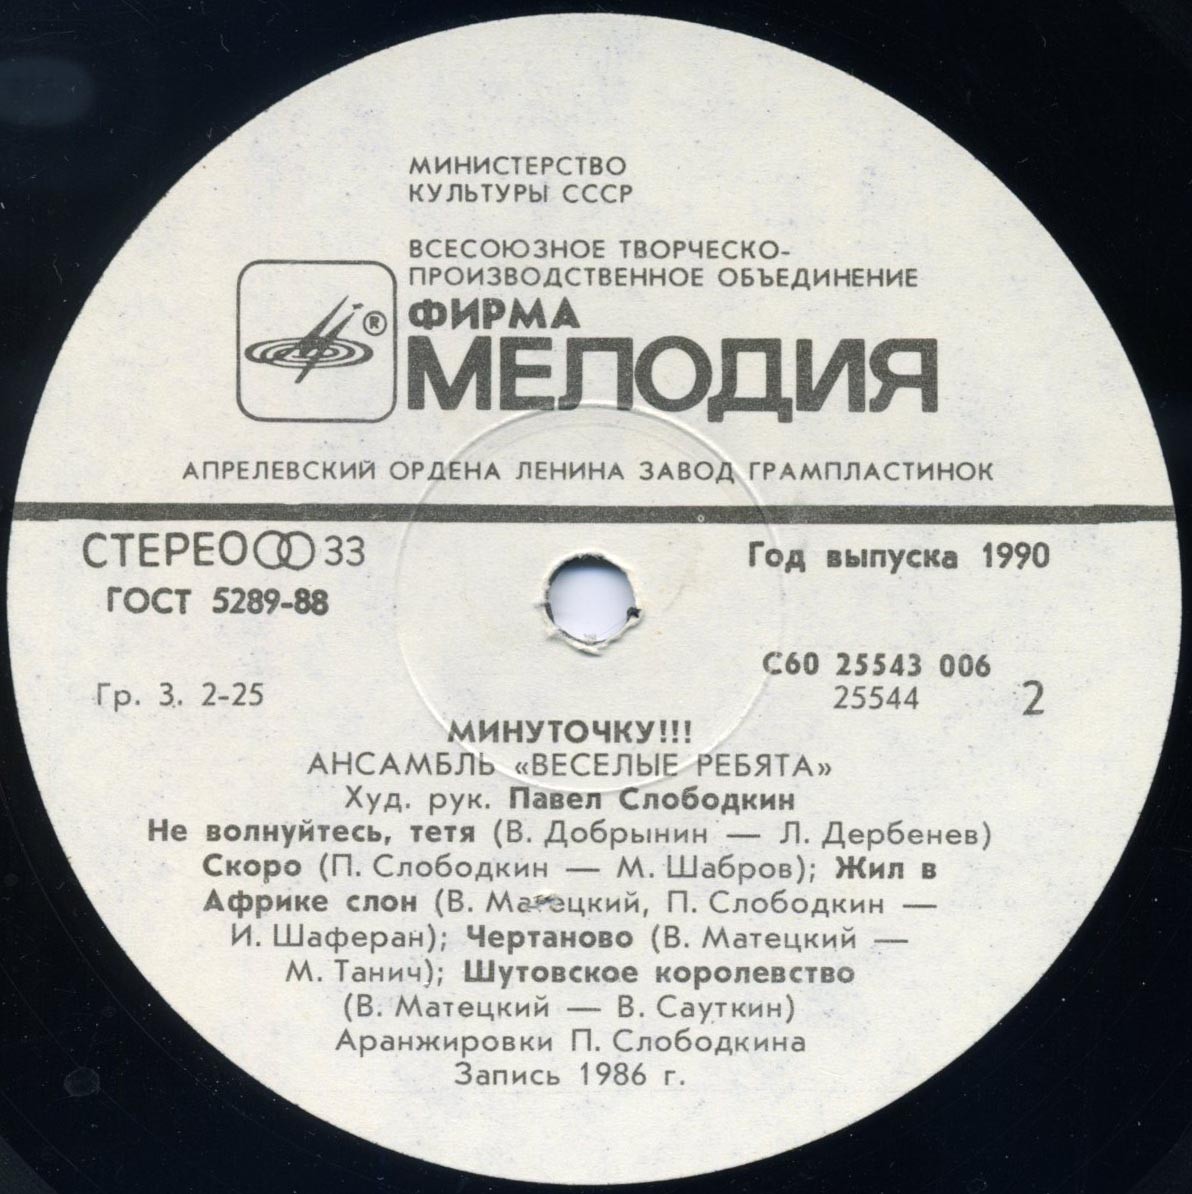 МИНИСТЕРСТВО
КУЛЬТУРЫ СССР
ВСЕСОЮЗНОЕ ТВОРЧЕСКО-
ПРОИЗВОДСТВЕННОЕ ОБЪЕДИНЕНИЕ
ФИРМА
®
МЕЛОДИЯ
АПРЕЛЕВСКИЙ ОРДЕНА ЛЕНИНА ЗАВОД ГРАМПЛАСТИНОК
СТЕРЕО 33
Год выпуска 1990
ГОСТ 5289-88
С60 25543 006
Гр. 3. 2-25
25544
2
МИНУТОЧКУ!!!
АНСАМБЛЬ «ВЕСЕЛЫЕ РЕБЯТА»
Худ. рук. Павел Слободкин
Не волнуйтесь, тетя (В. Добрынин — Л. Дербенев)
Скоро (П. Слободкин — М. Шабров); Жил в
Африке слон (В. Матецкий, П. Слободкин —
И. Шаферан); Чертаново (В. Матецкий —
М. Танич); Шутовское королевство
(В. Матецкий — В. Сауткин)
Аранжировки П. Слободкина
Запись 1986 г.